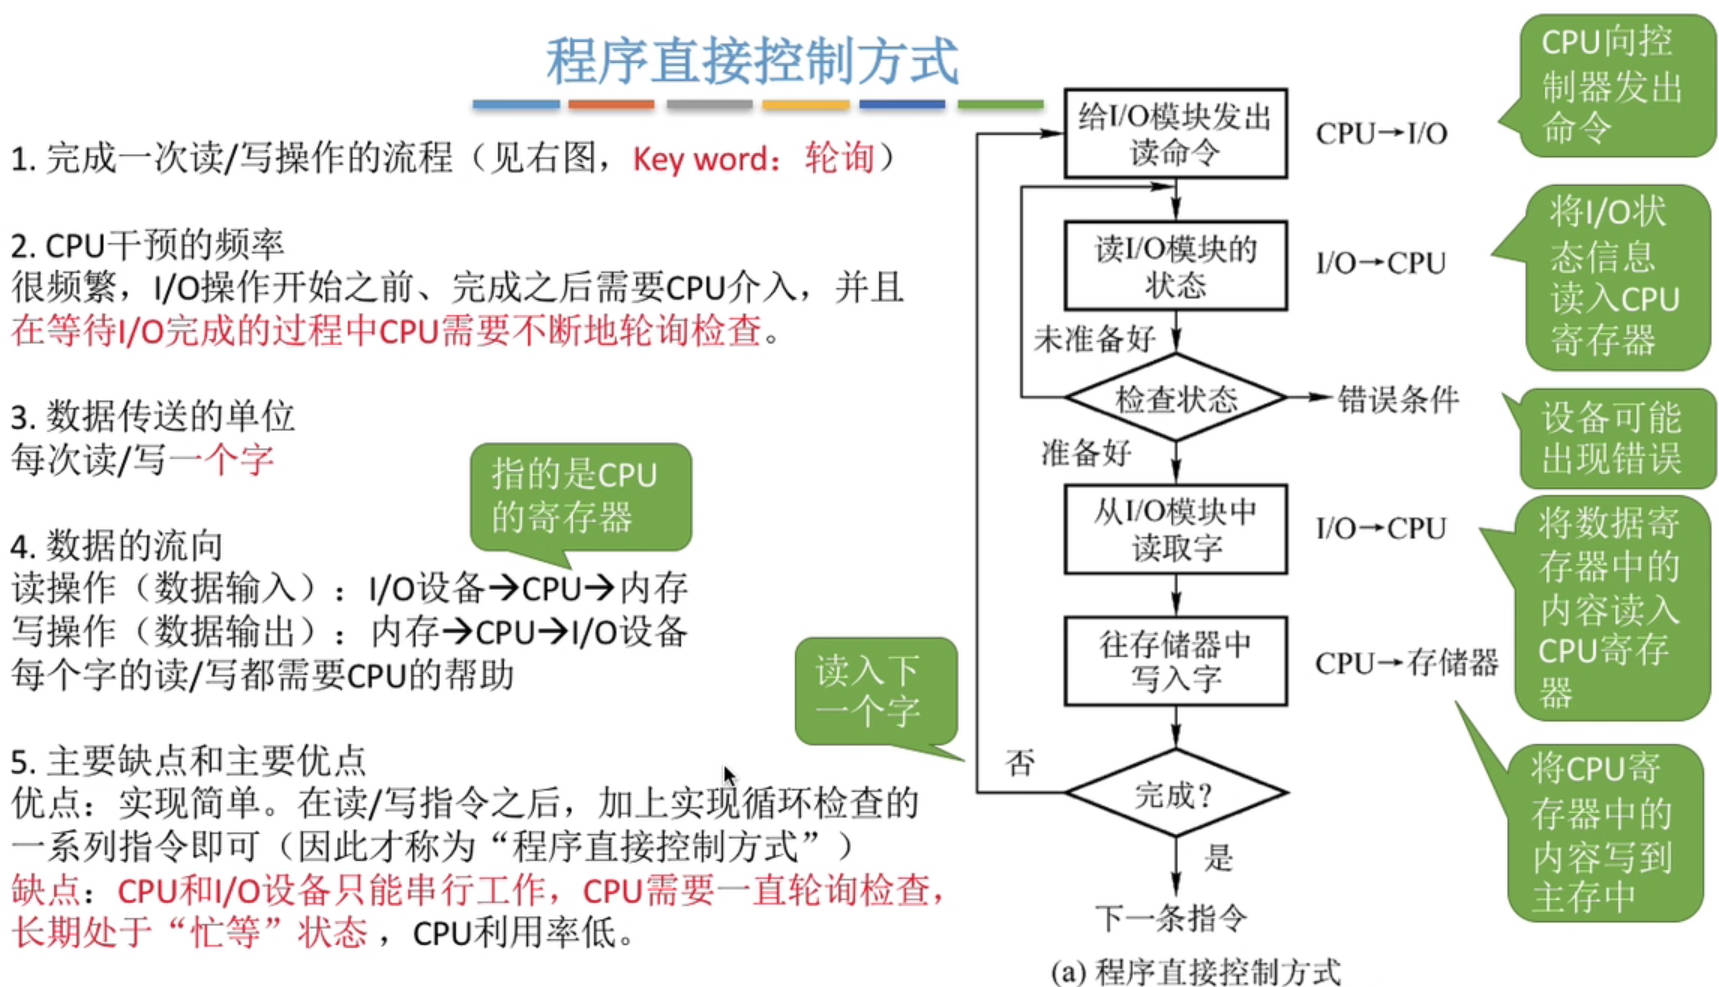 程序直接控制方式
1. 完成一次读/写操作的流程（见右图，Key word：轮询）
2. CPU干预的频率
很频繁，I/O操作开始之前、完成之后需要CPU介入，并且
在等待I/O完成的过程中CPU需要不断地轮询检查。
3. 数据传送的单位
每次读/写一个字
指的是CPU
的寄存器
4. 数据的流向
读操作（数据输入）：I/O设备→CPU→内存
写操作（数据输出）：内存→CPU→I/O设备
每个字的读/写都需要CPU的帮助
5. 主要缺点和主要优点
优点：实现简单。在读/写指令之后，加上实现循环检查的
一系列指令即可（因此才称为“程序直接控制方式”）
缺点：CPU和I/O设备只能串行工作，CPU需要一直轮询检查，
长期处于“忙等”状态，CPU利用率低。
给I/O模块发出
读命令
CPU→I/O
CPU向控
制器发出
命令
读I/O模块的
状态
I/O→CPU
将I/O状
态信息
读入CPU
寄存器
未准备好
检查状态
错误条件
设备可能
出现错误
准备好
从I/O模块中
读取字
I/O→CPU
将数据寄
存器中的
内容读入
CPU寄存
器
往存储器中
写入字
CPU→存储器
将CPU寄
存器中的
内容写到
主存中
读入下
一个字
否
完成？
是
下一条指令
(a) 程序直接控制方式